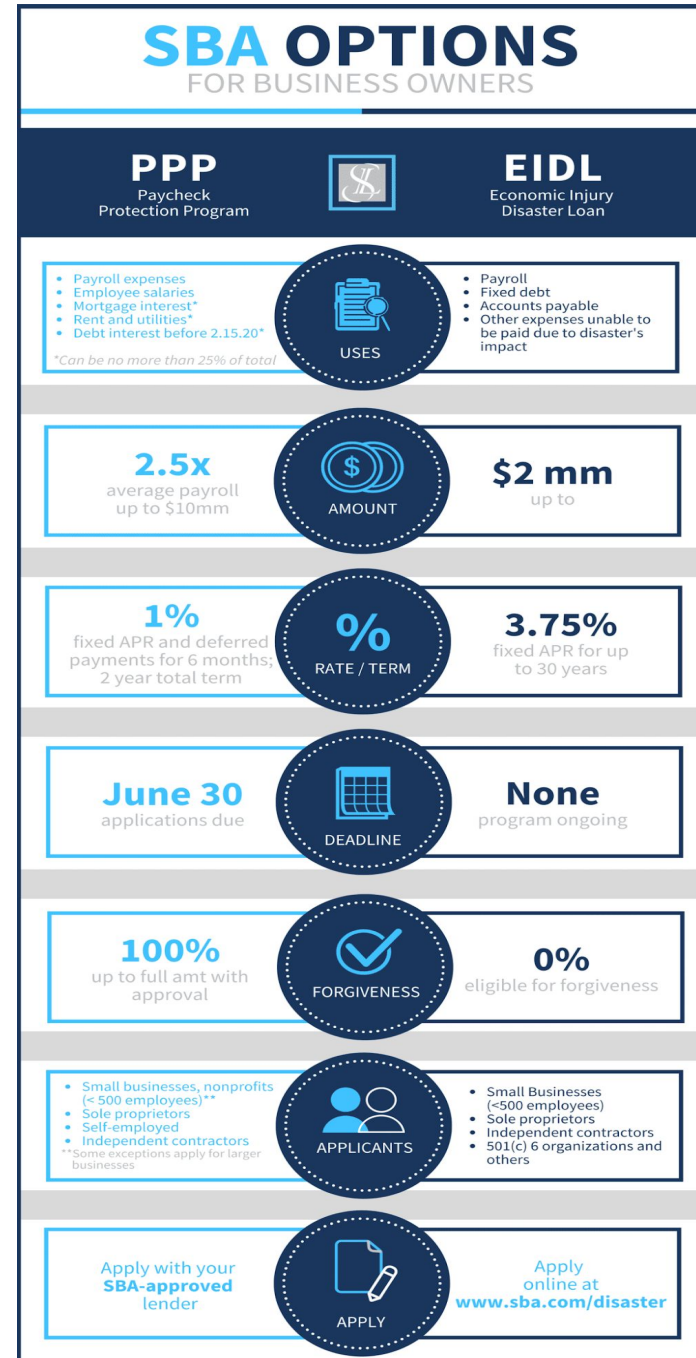 SBA OPTIONS
FOR BUSINESS OWNERS
PPP
Paycheck
Protection Program
EIDL
Economic Injury
Disaster Loan
• Payroll expenses
• Employee salaries
• Mortgage interest*
• Rent and utilities*
• Debt interest before 2.15.20*
*Can be no more than 25% of total
USES
• Payroll
• Fixed debt
• Accounts payable
• Other expenses unable to
be paid due to disaster's
impact
2.5x
average payroll
up to $10mm
$
AMOUNT
$2 mm
up to
1%
fixed APR and deferred
payments for 6 months;
2 year total term
%
RATE / TERM
3.75%
fixed APR for up
to 30 years
June 30
applications due
DEADLINE
None
program ongoing
100%
up to full amt with
approval
FORGIVENESS
0%
eligible for forgiveness
• Small businesses, nonprofits
(< 500 employees)**
• Sole proprietors
• Self-employed
• Independent contractors
**Some exceptions apply for larger
businesses
APPLICANTS
• Small Businesses
(<500 employees)
• Sole proprietors
• Independent contractors
• 501(c) 6 organizations and
others
Apply with your
SBA-approved
lender
APPLY
Apply
online at
www.sba.com/disaster